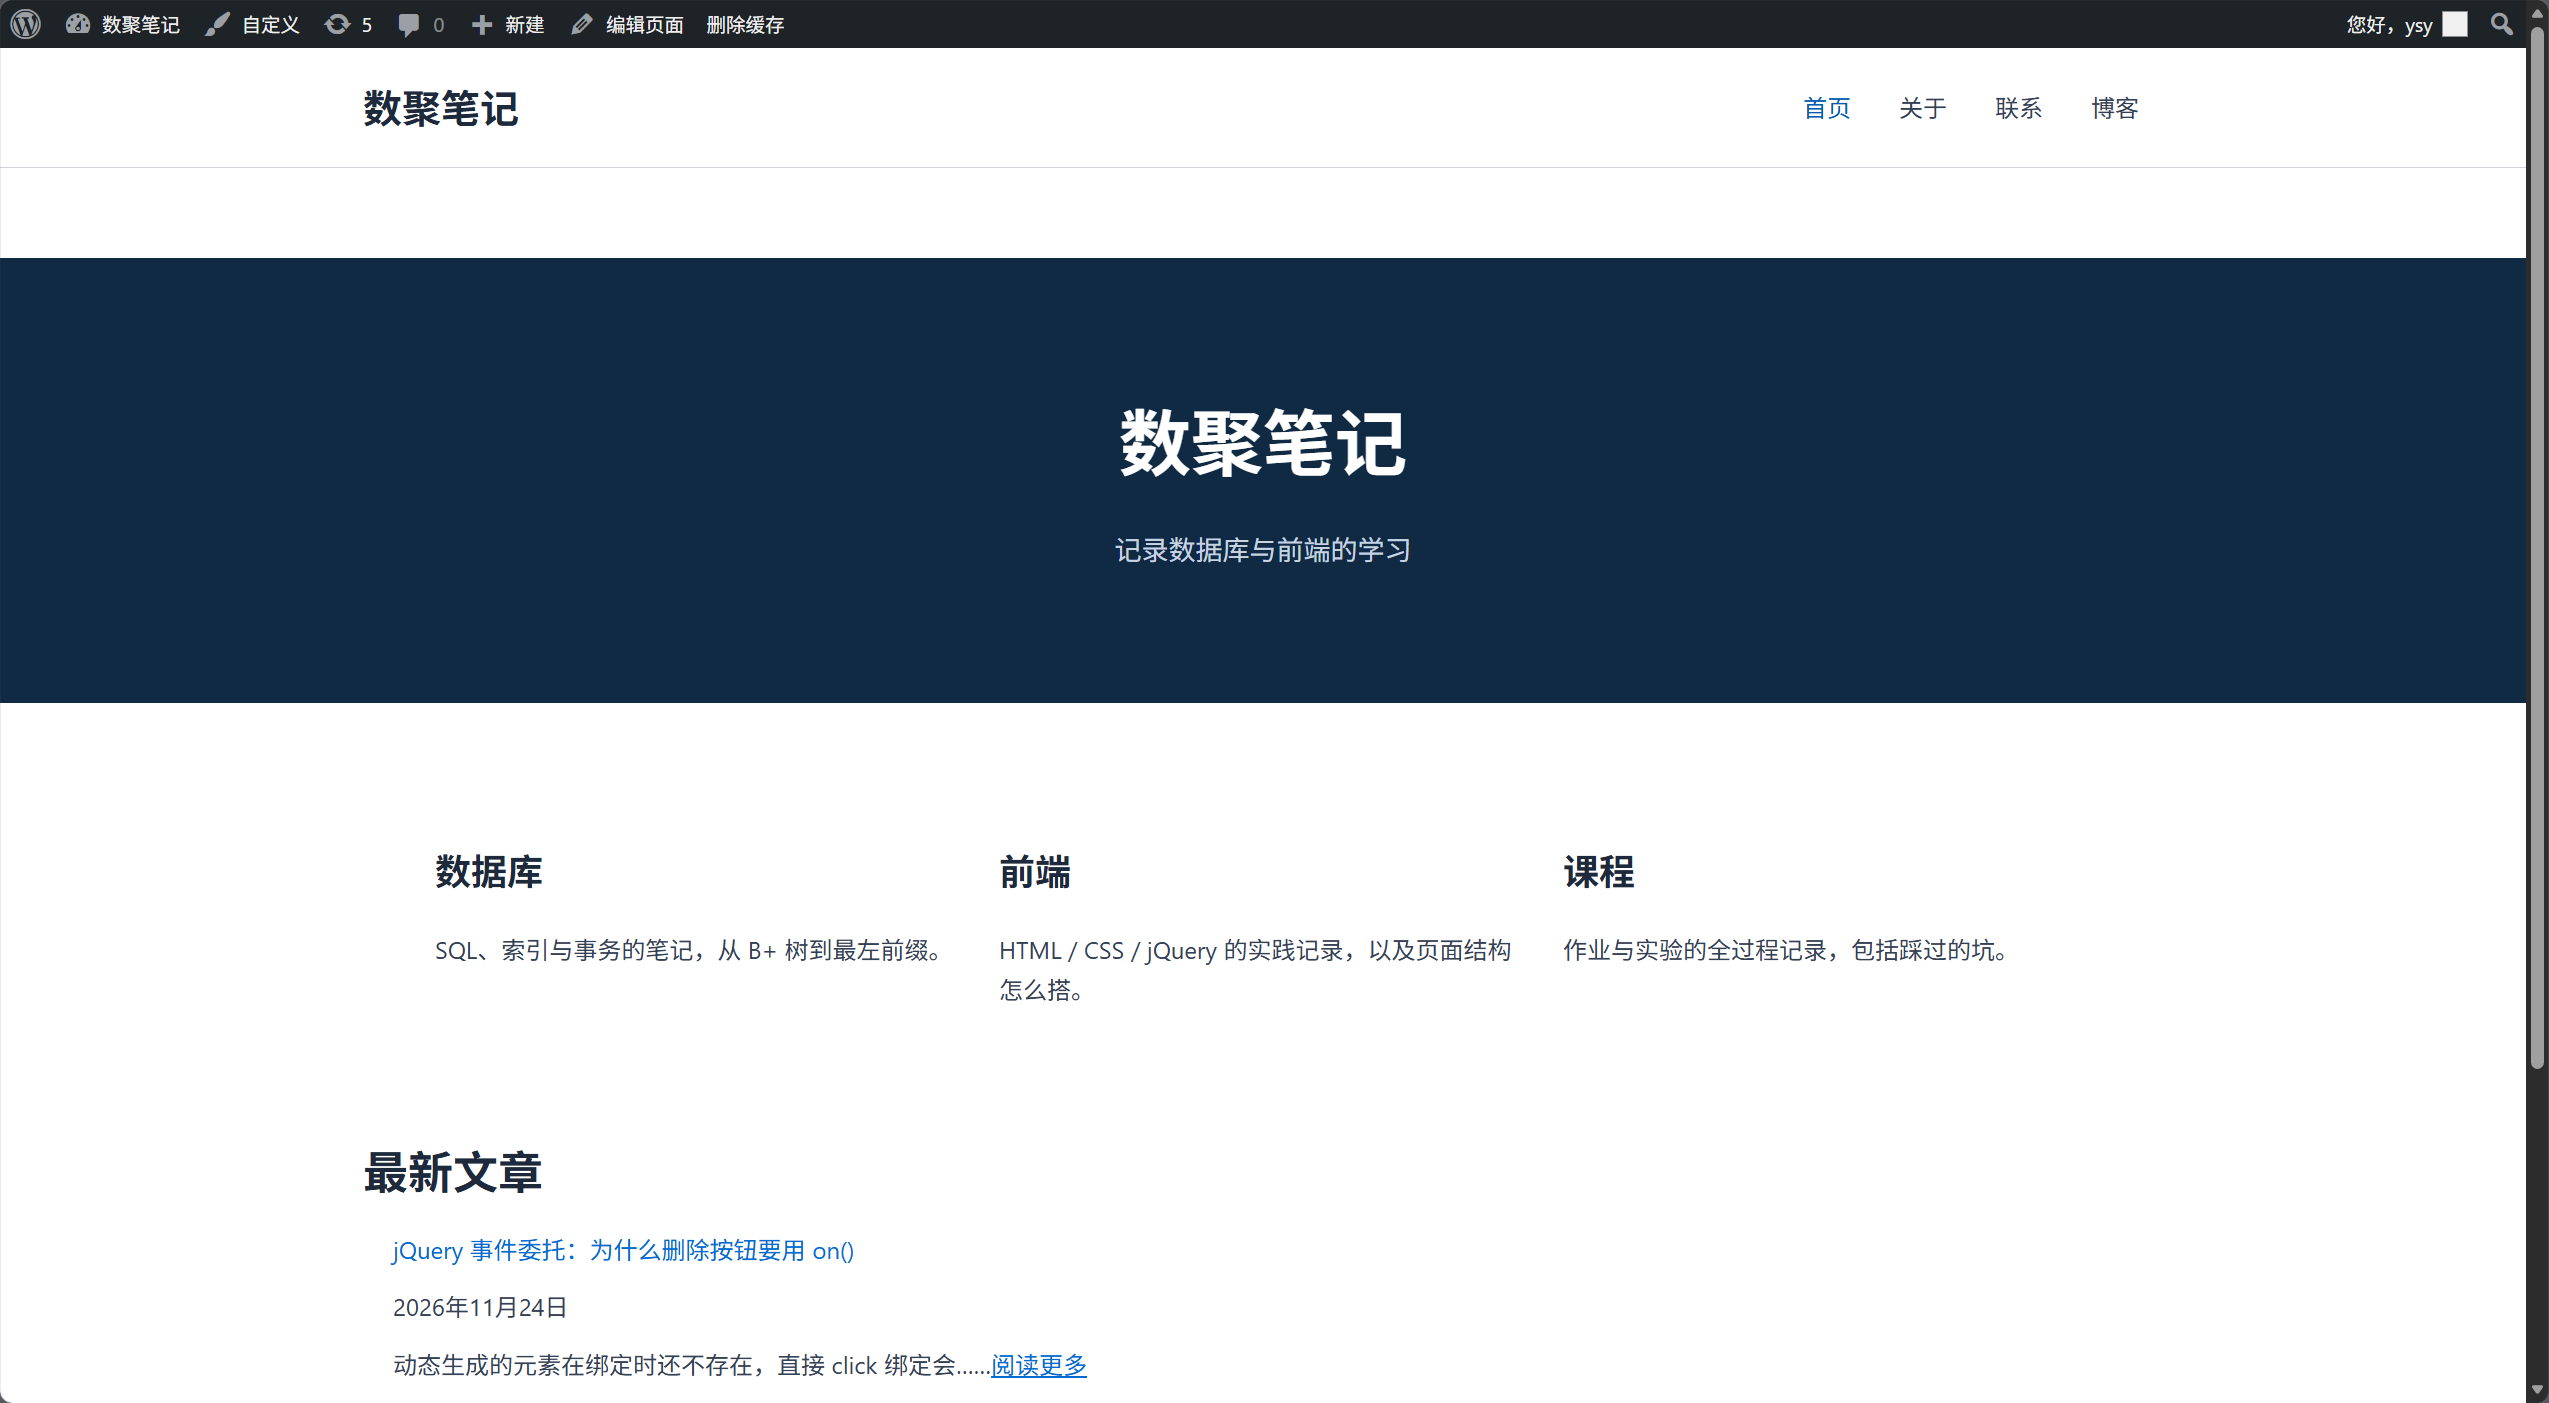 数聚笔记 自定义 5 0 新建 编辑页面 删除缓存 您好，ysy
数聚笔记 首页 关于 联系 博客
数聚笔记
记录数据库与前端的学习
数据库
SQL、索引与事务的笔记，从 B+ 树到最左前缀。
前端
HTML / CSS / jQuery 的实践记录，以及页面结构
怎么搭。
课程
作业与实验的全过程记录，包括踩过的坑。
最新文章
jQuery 事件委托：为什么删除按钮要用 on()
2026年11月24日
动态生成的元素在绑定时还不存在，直接 click 绑定会……阅读更多